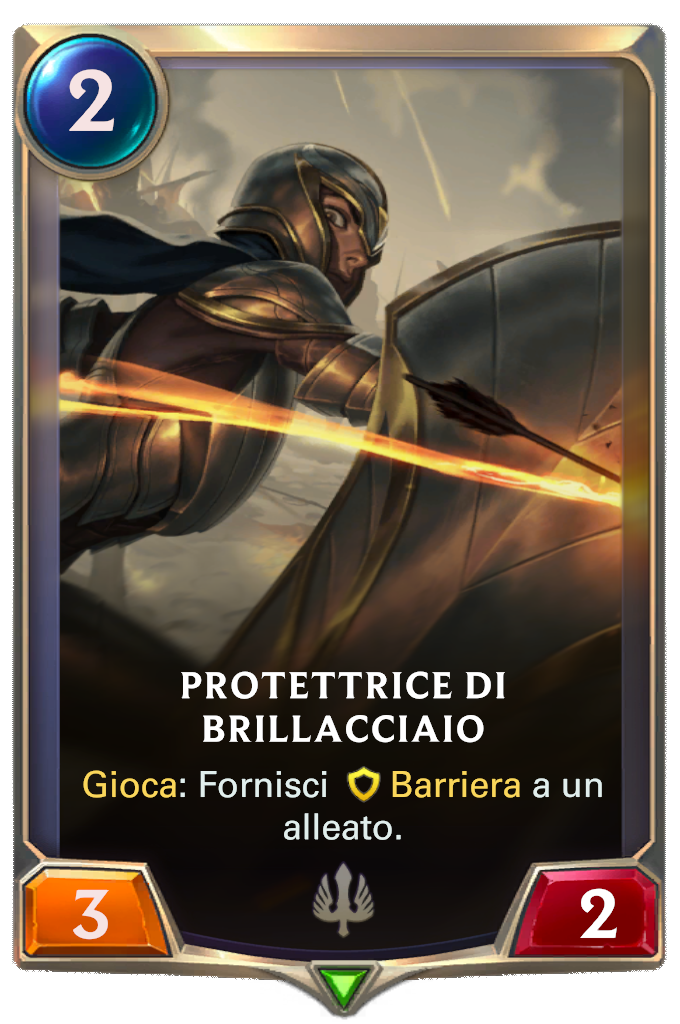 2
PROTETTRICE DI
BRILLACCIAIO
Gioca: Fornisci Barriera a un
alleato.
3 2